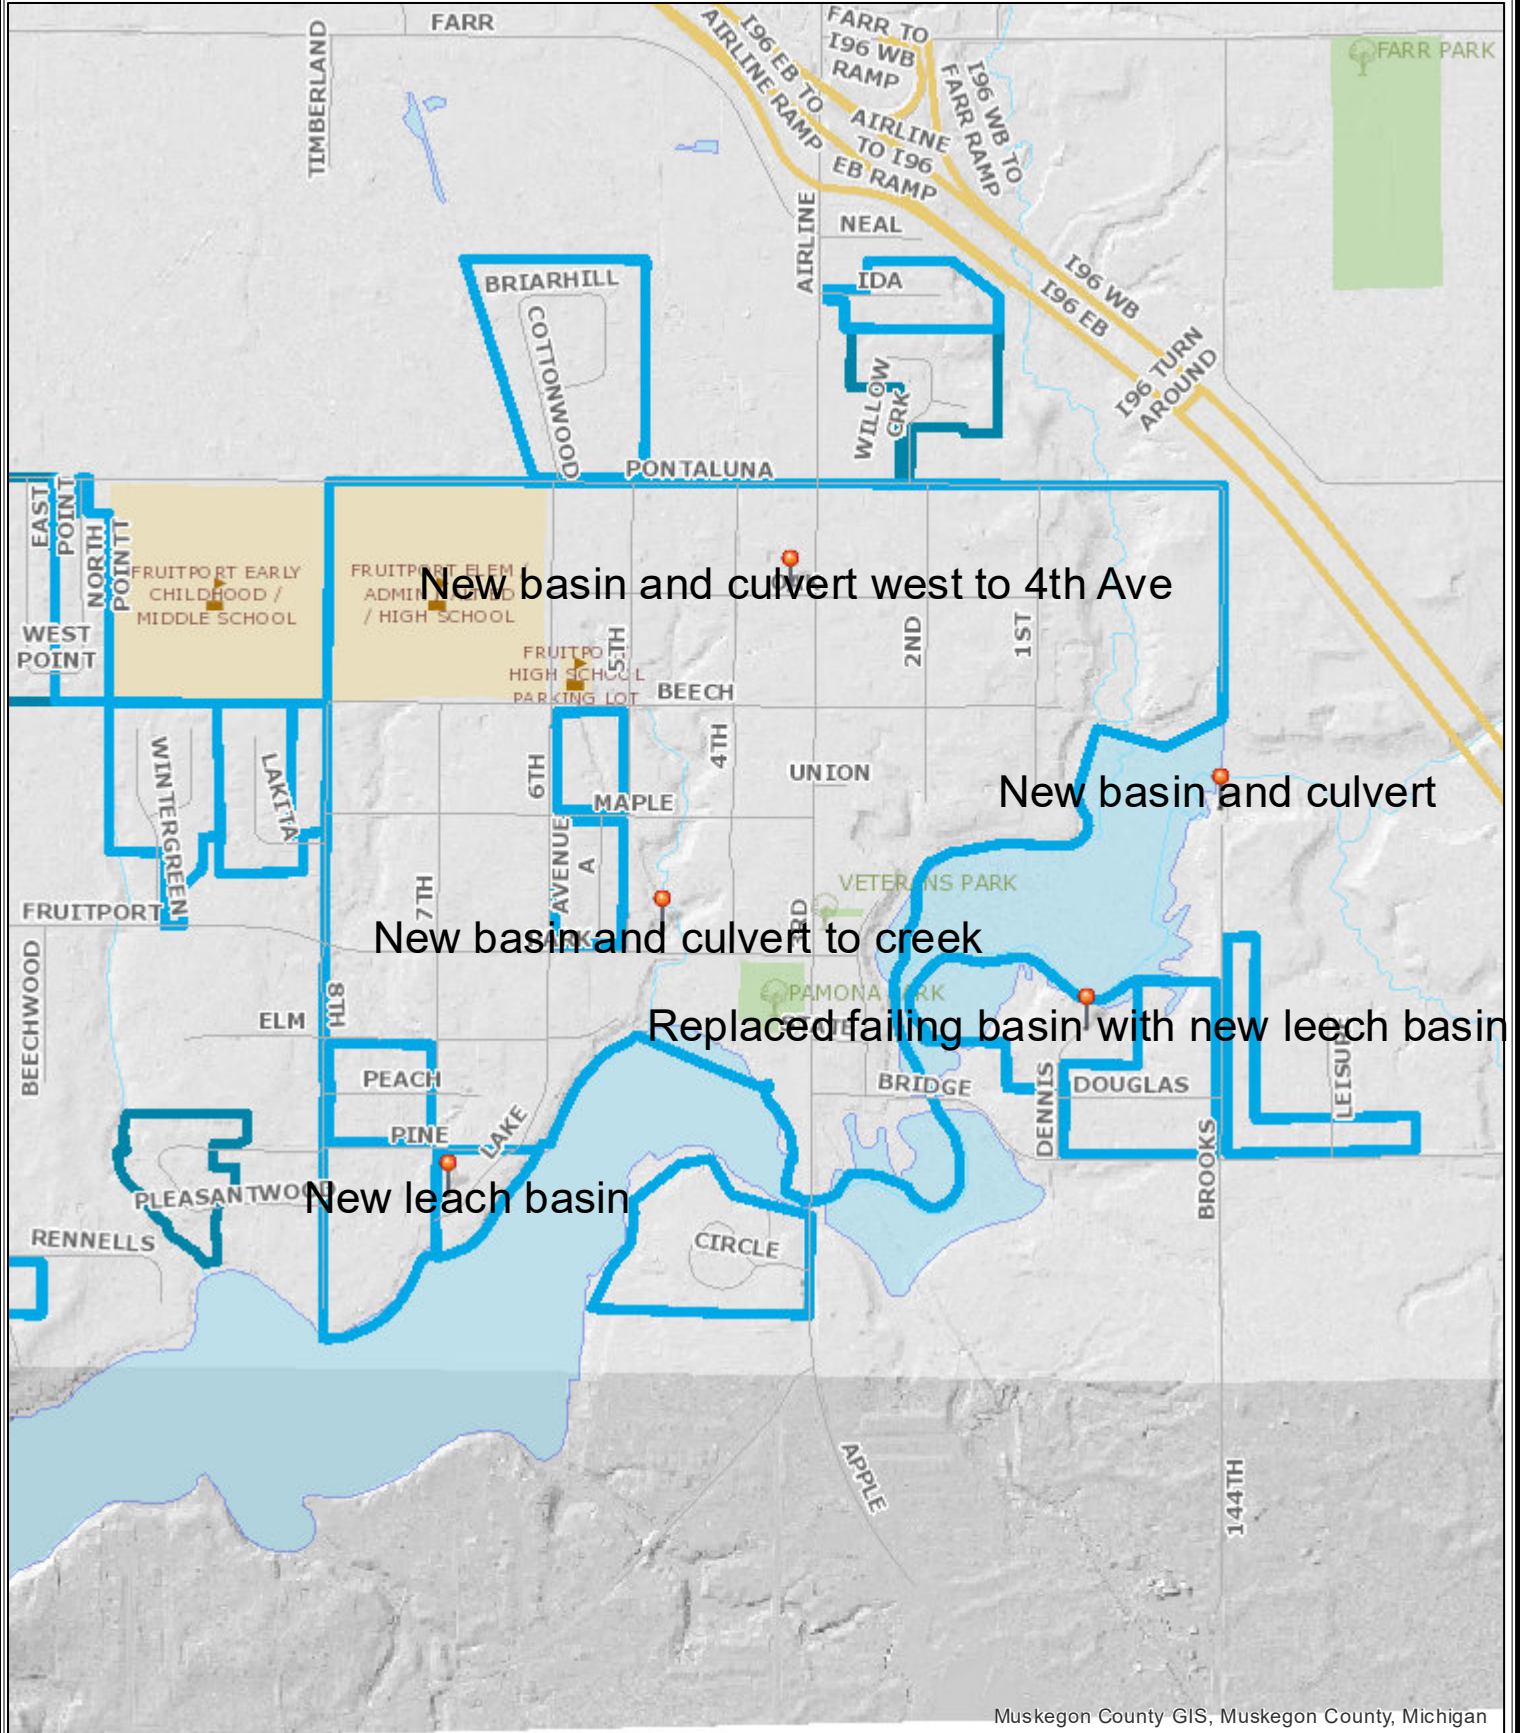 FARR
TIMBERLAND
FARR TO
I96 WB
RAMP
I96 EB TO
AIRLINE RAMP
AIRLINE
TO I96
EB RAMP
I96 WB TO
FARR RAMP
FARR PARK
AIRLINE
NEAL
IDA
I96 WB
I96 EB
I96 TURN
AROUND
BRIARHILL
COTTONWOOD
WILLOW
CRK
PONTALUNA
EAST
POINT
NORTH
POINTT
WEST
POINT
FRUITPORT EARLY
CHILDHOOD /
MIDDLE SCHOOL
FRUITPORT ELEM /
/ HIGH SCHOOL
New basin and culvert west to 4th Ave
5TH
HIGH SCHOOL
PARKING LOT
2ND
1ST
BEECH
WINTERGREEN
LAKITA
6TH
4TH
UNION
MAPLE
New basin and culvert
AVENUE
A
7TH
VETERANS PARK
FRUITPORT
3RD
PARK
New basin and culvert to creek
BEECHWOOD
8TH
ELM
PAMONA PARK
STATE
Replaced failing basin with new leech basin
PEACH
BRIDGE
DENNIS
DOUGLAS
LEISURE
PINE
LAKE
BROOKS
PLEASANTWOOD
New leach basin
RENNELLS
CIRCLE
APPLE
144TH
Muskegon County GIS, Muskegon County, Michigan